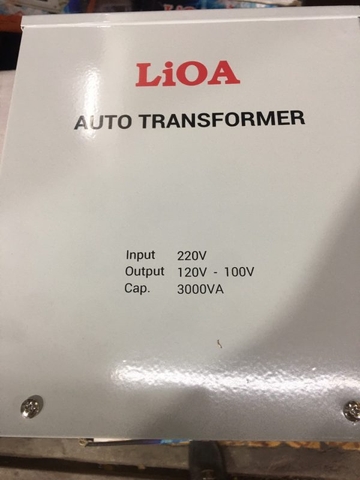 LiOA
AUTO TRANSFORMER
Input 220V
Output 120V - 100V
Cap. 3000VA